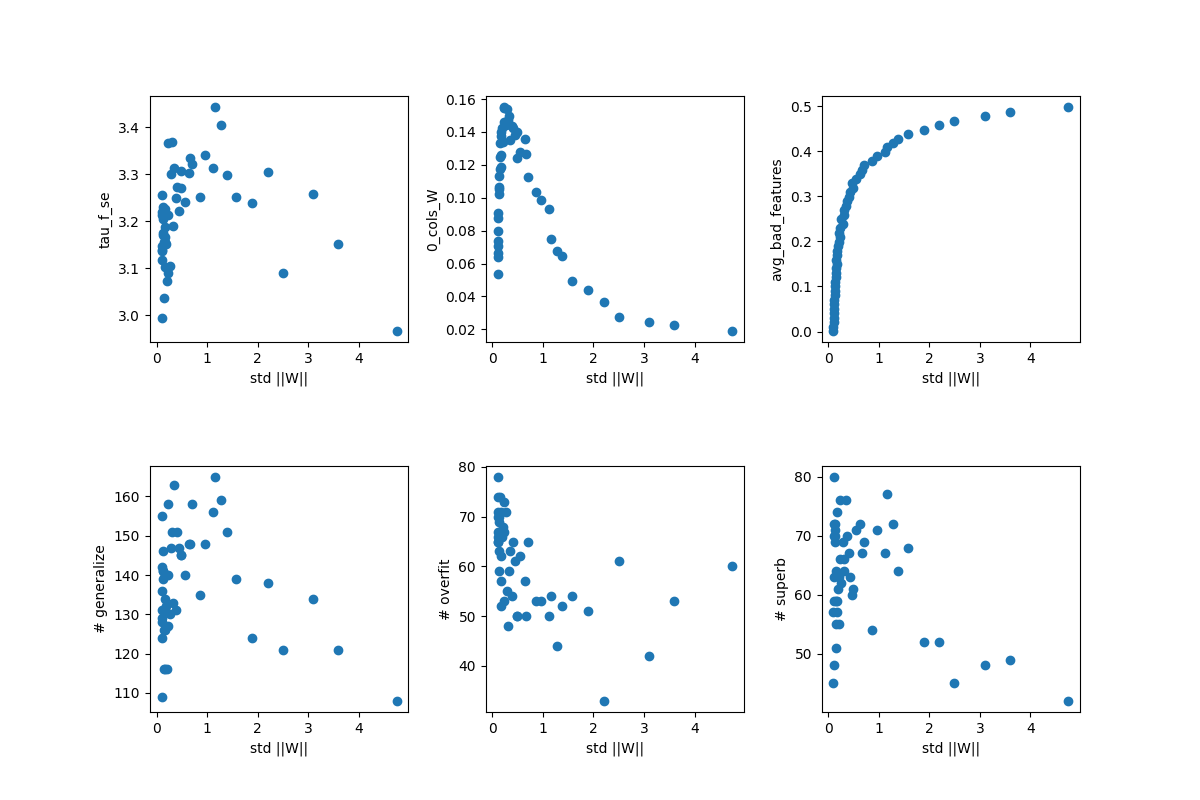 tau_f_se
3.4
3.3
3.2
3.1
3.0
0 1 2 3 4
std ||W||
0_cols_W
0.16
0.14
0.12
0.10
0.08
0.06
0.04
0.02
0 1 2 3 4
std ||W||
avg_bad_features
0.5
0.4
0.3
0.2
0.1
0.0
0 1 2 3 4
std ||W||
# generalize
160
150
140
130
120
110
0 1 2 3 4
std ||W||
# overfit
80
70
60
50
40
0 1 2 3 4
std ||W||
# superb
80
70
60
50
0 1 2 3 4
std ||W||